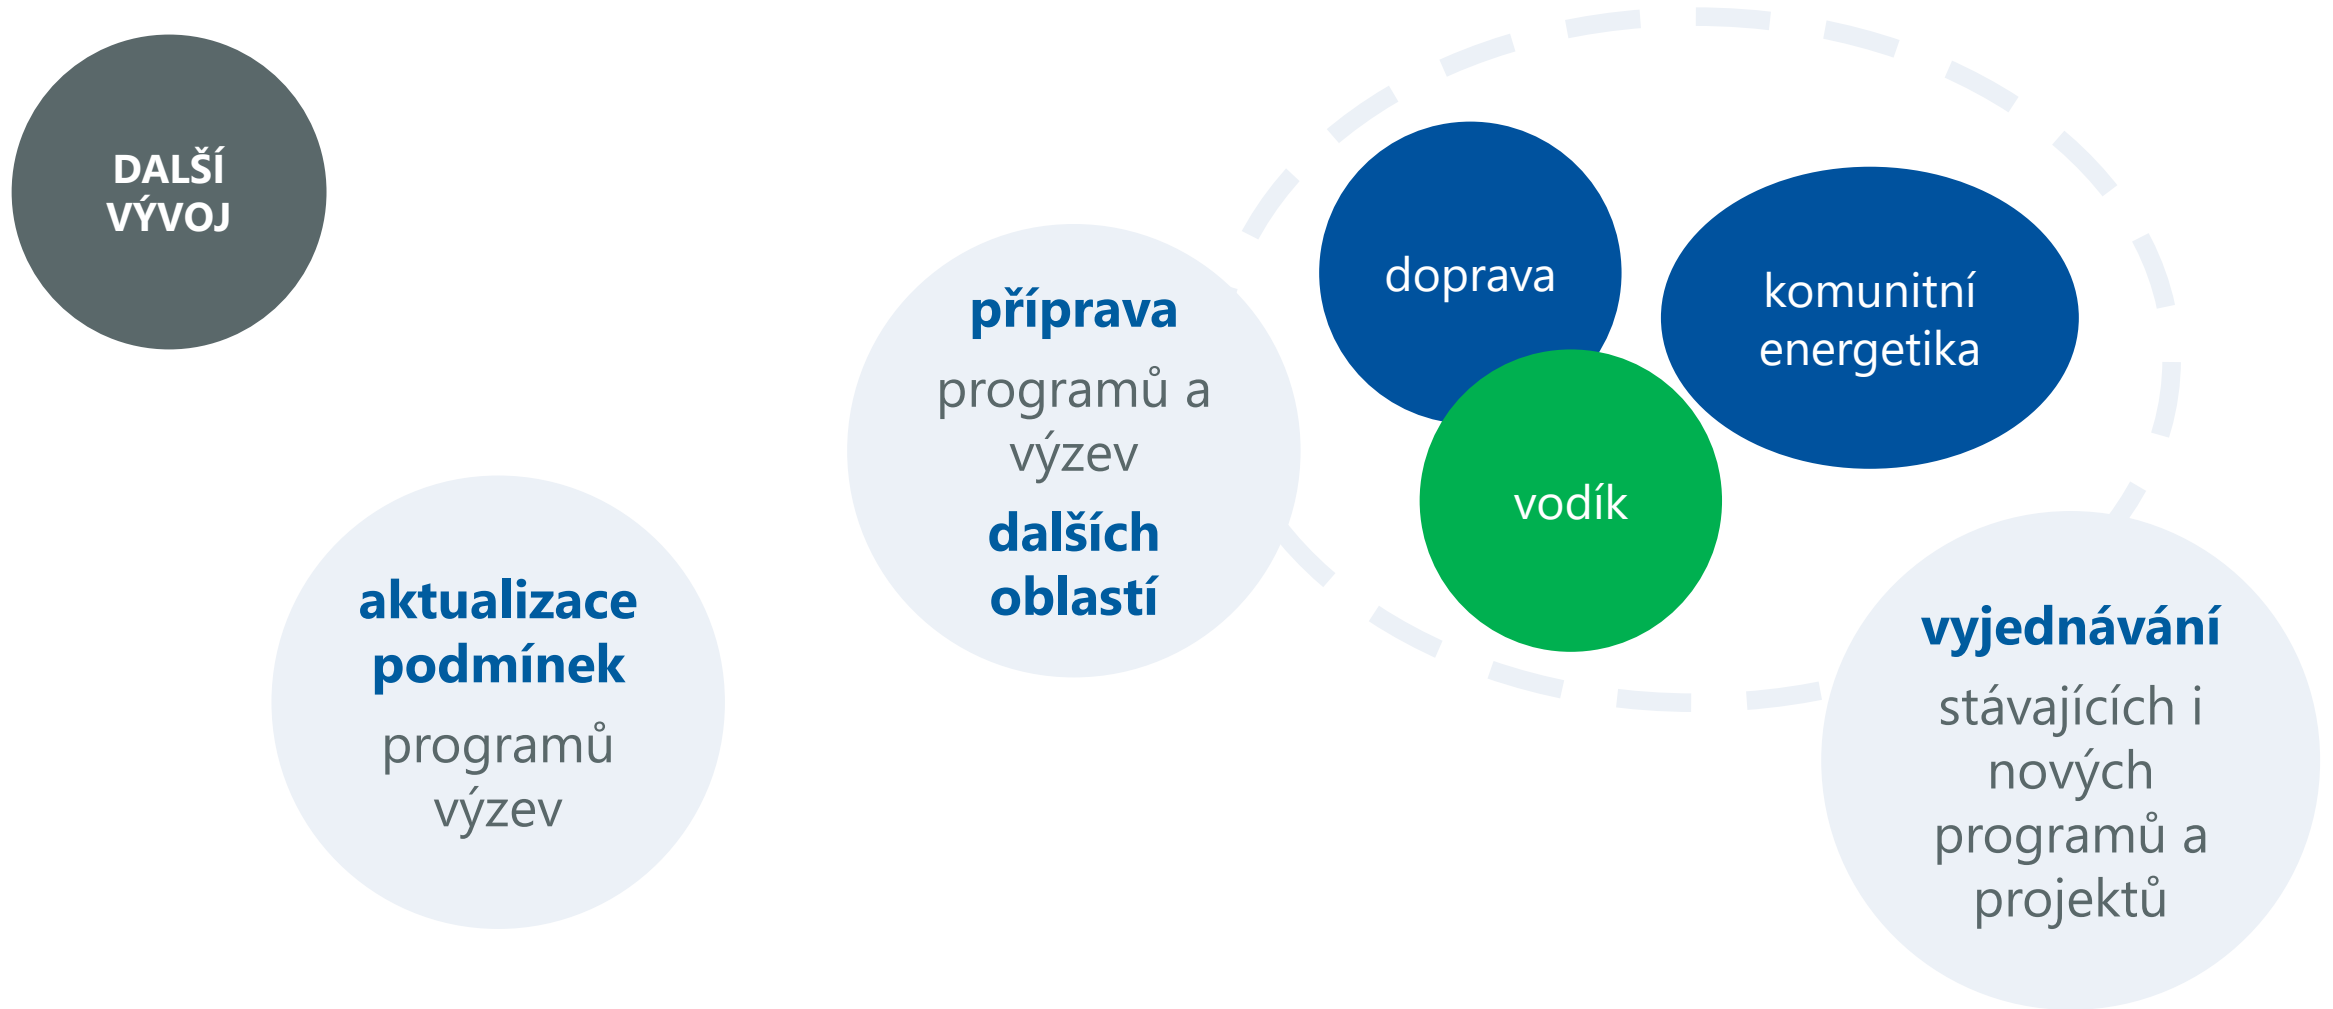 DALŠÍ
VÝVOJ
aktualizace
podmínek
programů
výzev
příprava
programů a
výzev
dalších
oblastí
doprava
komunitní
energetika
vodík
vyjednávání
stávajících i
nových
programů a
projektů